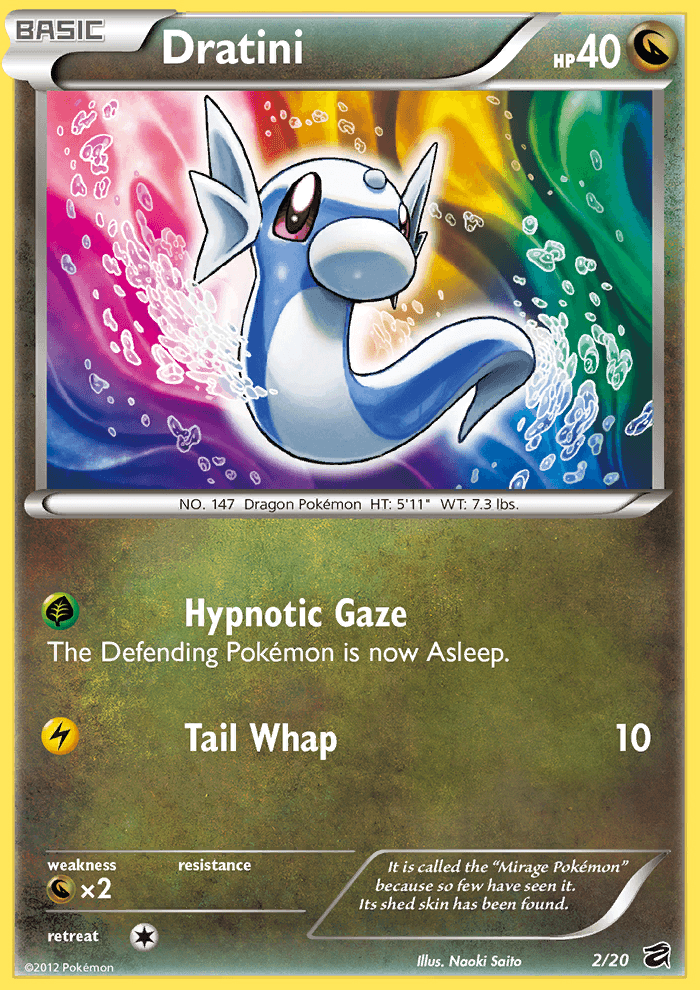 BASIC
Dratini
HP40
NO. 147 Dragon Pokémon HT: 5'11" WT: 7.3 lbs.
Hypnotic Gaze
The Defending Pokémon is now Asleep.
Tail Whap 10
weakness resistance
×2
retreat
It is called the “Mirage Pokémon”
because so few have seen it.
Its shed skin has been found.
©2012 Pokémon
Illus. Naoki Saito
2/20